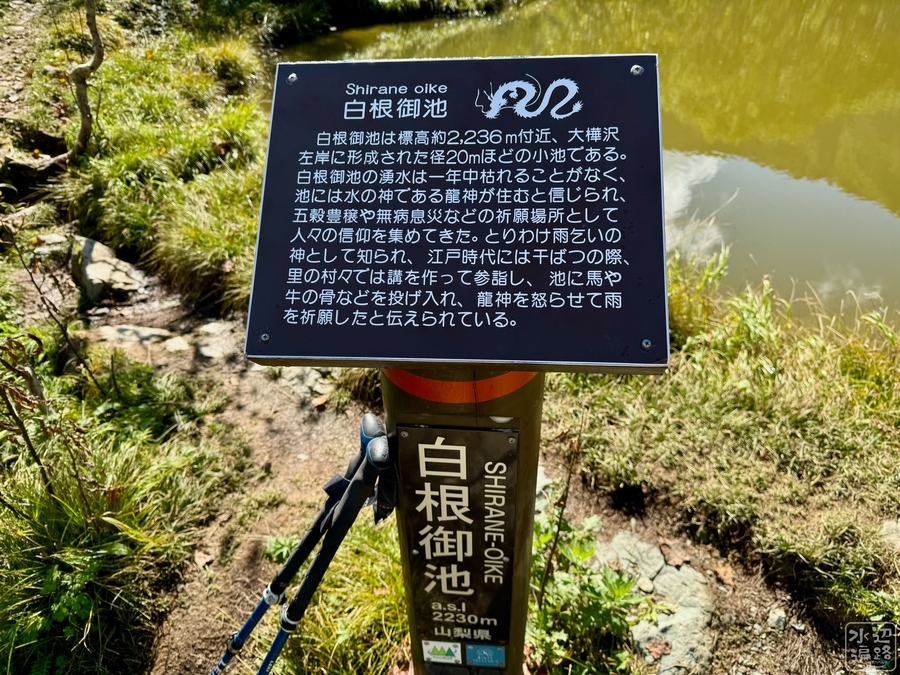 Shirane oike
白根御池
白根御池は標高約2,236m付近、大樺沢
左岸に形成された径20mほどの小池である。
白根御池の湧水は一年中枯れることがなく、
池には水の神である龍神が住むと信じられ、
五穀豊穣や無病息災などの祈願場所として
人々の信仰を集めてきた。とりわけ雨乞いの
神として知られ、江戸時代には干ばつの際、
里の村々では講を作って参詣し、池に馬や
牛の骨などを投げ入れ、龍神を怒らせて雨
を祈願したと伝えられている。
白根御池
SHIRANE-OIKE
a.s.l
2230m
山梨県
水辺
遍路